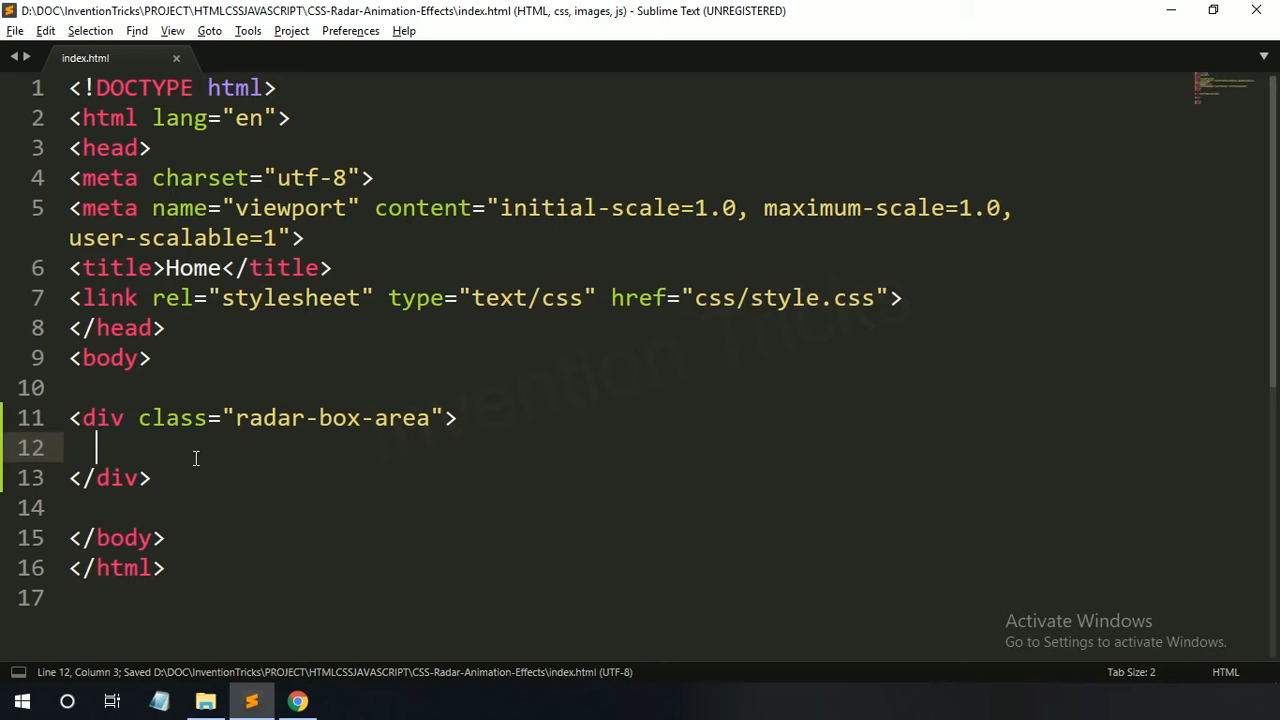 D:\DOC\InventionTricks\PROJECT\HTMLCSSJAVASCRIPT\CSS-Radar-Animation-Effects\index.html (HTML, css, images, js) - Sublime Text (UNREGISTERED)
File Edit Selection Find View Goto Tools Project Preferences Help
index.html
1 <!DOCTYPE html>
2 <html lang="en">
3 <head>
4 <meta charset="utf-8">
5 <meta name="viewport" content="initial-scale=1.0, maximum-scale=1.0,
user-scalable=1">
6 <title>Home</title>
7 <link rel="stylesheet" type="text/css" href="css/style.css">
8 </head>
9 <body>
10
11 <div class="radar-box-area">
12
13 </div>
14
15 </body>
16 </html>
17
Invention Tricks
Activate Windows
Go to Settings to activate Windows.
Line 12, Column 3; Saved D:\DOC\InventionTricks\PROJECT\HTMLCSSJAVASCRIPT\CSS-Radar-Animation-Effects\index.html (UTF-8) Tab Size: 2 HTML